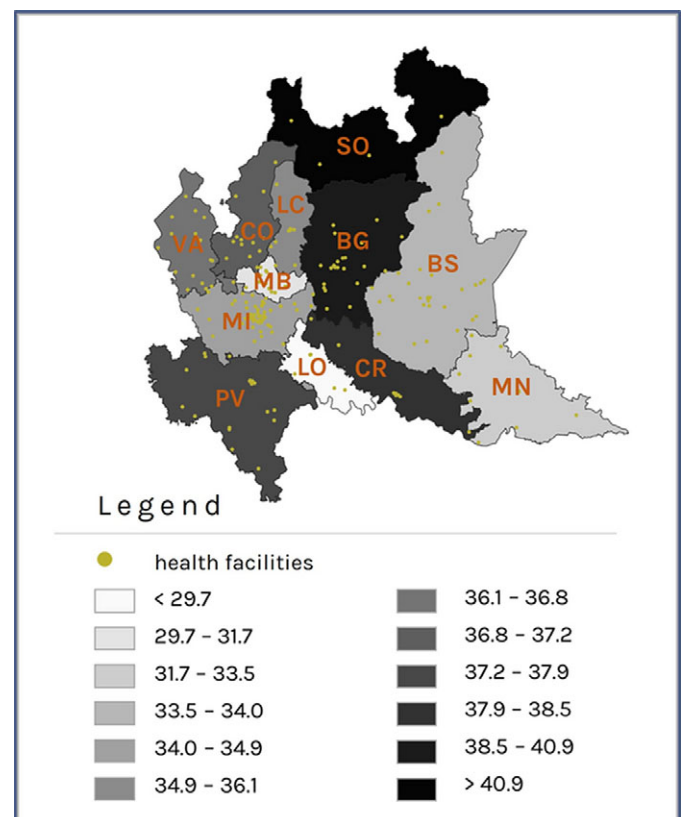 SO
LC
VA
CO
BG
BS
MB
MI
LO
CR
PV
MN
Legend
health facilities
< 29.7
29.7 – 31.7
31.7 – 33.5
33.5 – 34.0
34.0 – 34.9
34.9 – 36.1
36.1 – 36.8
36.8 – 37.2
37.2 – 37.9
37.9 – 38.5
38.5 – 40.9
> 40.9